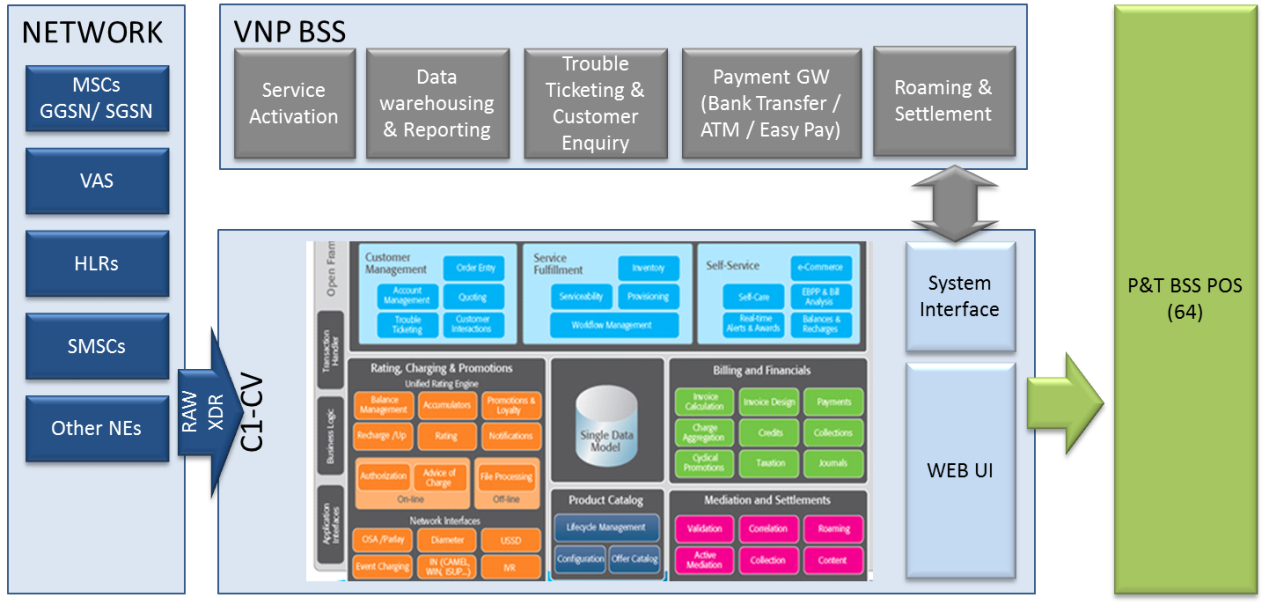 NETWORK
MSCs
GGSN/ SGSN
VAS
HLRs
SMSCs
Other NEs
RAW
XDR
VNP BSS
Service
Activation
Data
warehousing
& Reporting
Trouble
Ticketing &
Customer
Enquiry
Payment GW
(Bank Transfer /
ATM / Easy Pay)
Roaming &
Settlement
C1-CV
Open Fram
Transaction
Handler
Business Logic
Application
Interfaces
Customer
Management
Order Entry
Account
Management
Quoting
Trouble
Ticketing
Customer
Interactions
Service
Fulfillment
Inventory
Serviceability
Provisioning
Workflow Management
Self-Service
e-Commerce
Self-Care
EBPP & Bill
Analysis
Real-time
Alerts & Awards
Balances &
Recharges
Rating, Charging & Promotions
Unified Rating Engine
Balance
Management
Accumulators
Promotions &
Loyalty
Recharge /Up
Rating
Notifications
Authorization
Advice of
Charge
File Processing
On-line
Off-line
Network Interfaces
OSA /Parlay
Diameter
USSD
Event Charging
IN (CAMEL,
WIN, ISUP...)
IVR
Single Data
Model
Product Catalog
Lifecycle Management
Configuration
Offer Catalog
Billing and Financials
Invoice
Calculation
Invoice Design
Payments
Charge
Aggregation
Credits
Collections
Cyclical
Promotions
Taxation
Journals
Mediation and Settlements
Validation
Correlation
Roaming
Active
Mediation
Collection
Content
System
Interface
WEB UI
P&T BSS POS
(64)